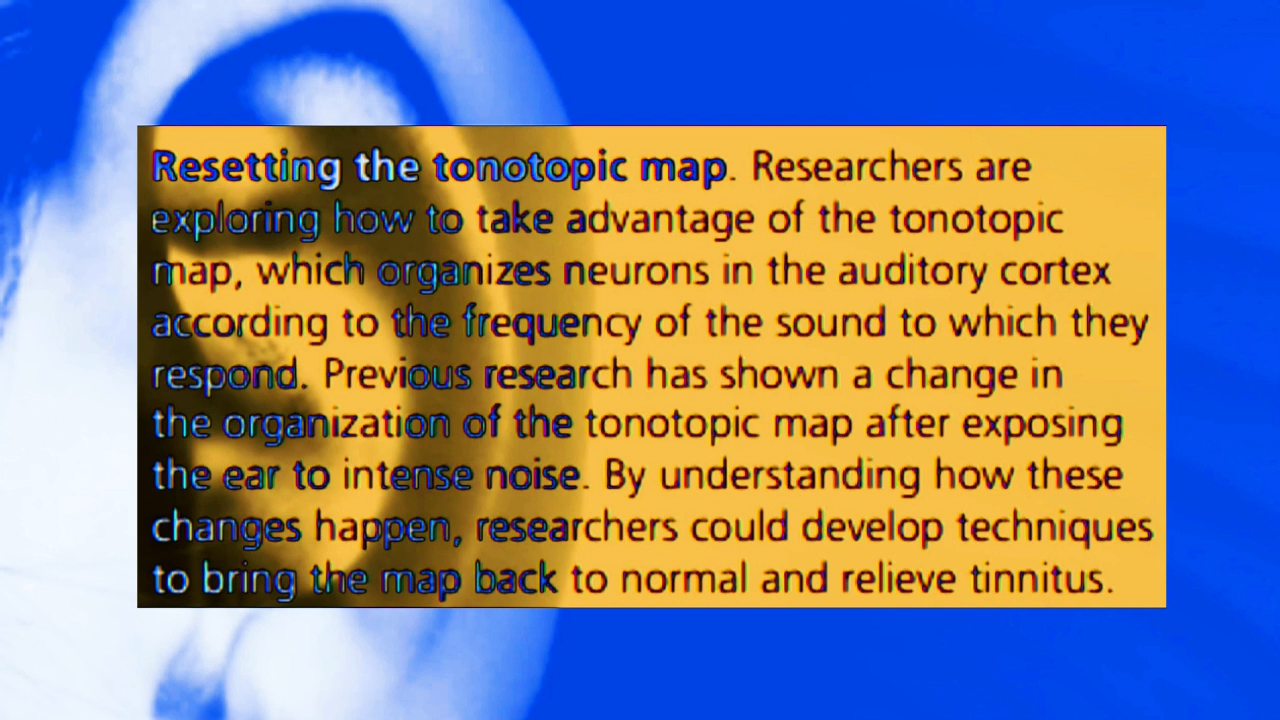 Resetting the tonotopic map. Researchers are
exploring how to take advantage of the tonotopic
map, which organizes neurons in the auditory cortex
according to the frequency of the sound to which they
respond. Previous research has shown a change in
the organization of the tonotopic map after exposing
the ear to intense noise. By understanding how these
changes happen, researchers could develop techniques
to bring the map back to normal and relieve tinnitus.